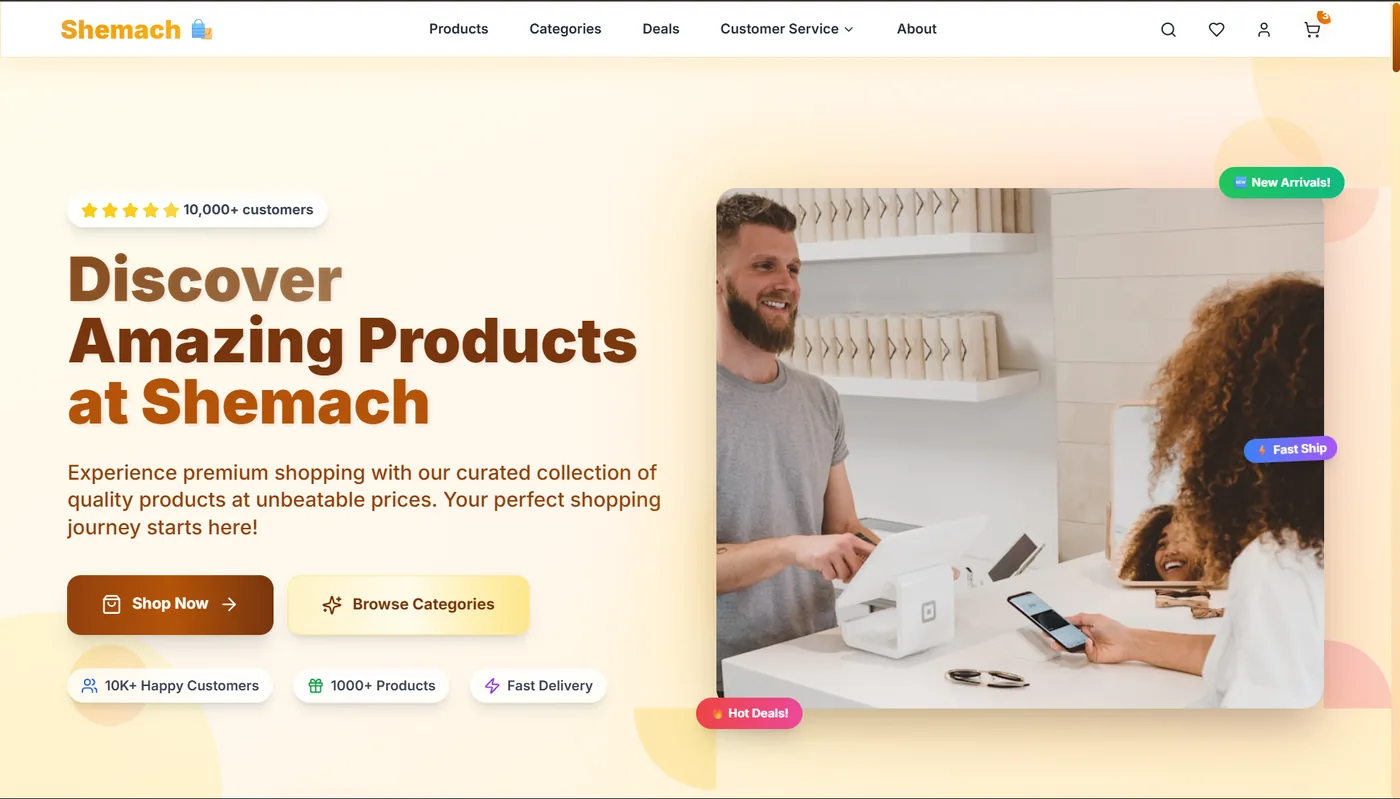 Shemach
Products Categories Deals Customer Service About
3
New Arrivals!
10,000+ customers
Discover
Amazing Products
at Shemach
Fast Ship
Experience premium shopping with our curated collection of
quality products at unbeatable prices. Your perfect shopping
journey starts here!
Shop Now Browse Categories
10K+ Happy Customers 1000+ Products Fast Delivery
Hot Deals!